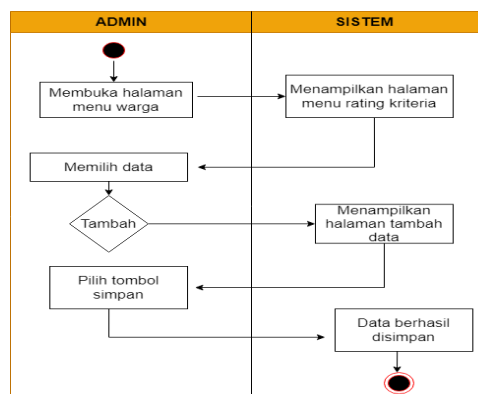 ADMIN
SISTEM
Membuka halaman
menu warga
Menampilkan halaman
menu rating kriteria
Memilih data
Tambah
Menampilkan
halaman tambah
data
Pilih tombol
simpan
Data berhasil
disimpan